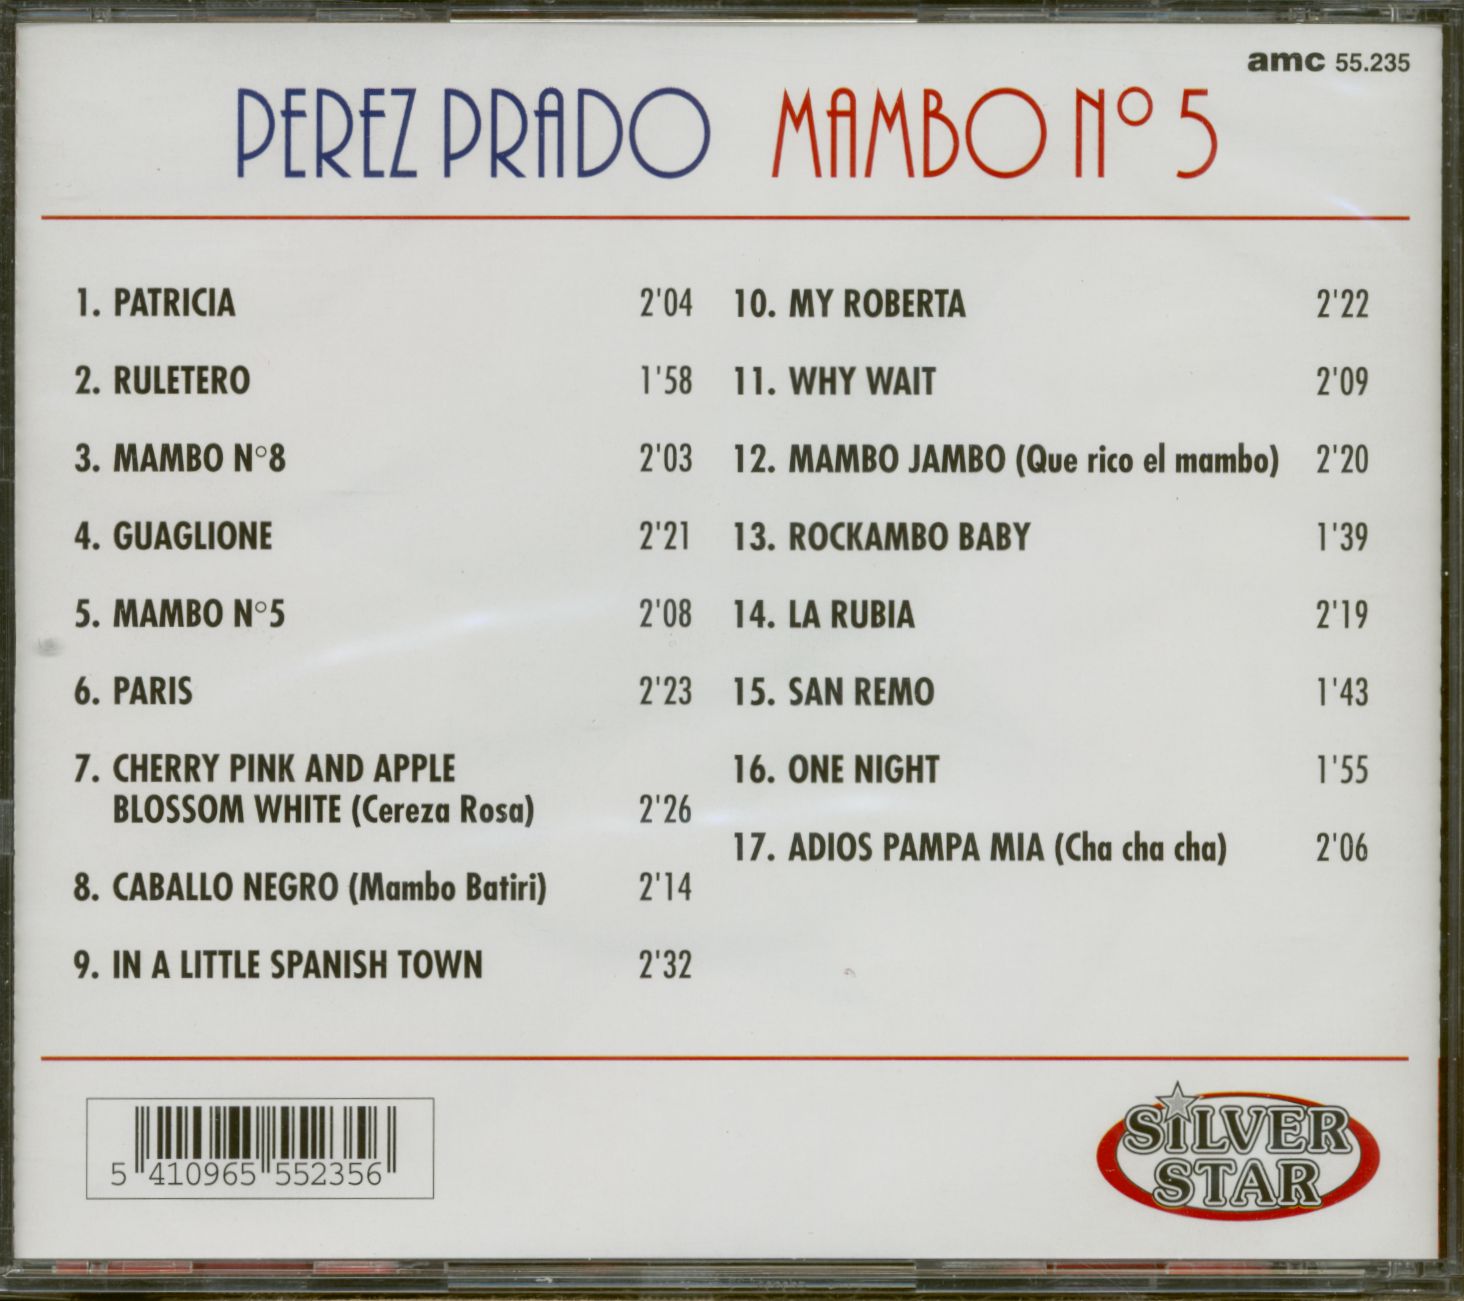 amc 55.235
PEREZ PRADO MAMBO Nº 5
1. PATRICIA 2'04
2. RULETERO 1'58
3. MAMBO N°8 2'03
4. GUAGLIONE 2'21
5. MAMBO N°5 2'08
6. PARIS 2'23
7. CHERRY PINK AND APPLE
BLOSSOM WHITE (Cereza Rosa) 2'26
8. CABALLO NEGRO (Mambo Batiri) 2'14
9. IN A LITTLE SPANISH TOWN 2'32
10. MY ROBERTA 2'22
11. WHY WAIT 2'09
12. MAMBO JAMBO (Que rico el mambo) 2'20
13. ROCKAMBO BABY 1'39
14. LA RUBIA 2'19
15. SAN REMO 1'43
16. ONE NIGHT 1'55
17. ADIOS PAMPA MIA (Cha cha cha) 2'06
5 410965 552356
SiLVER
STAR